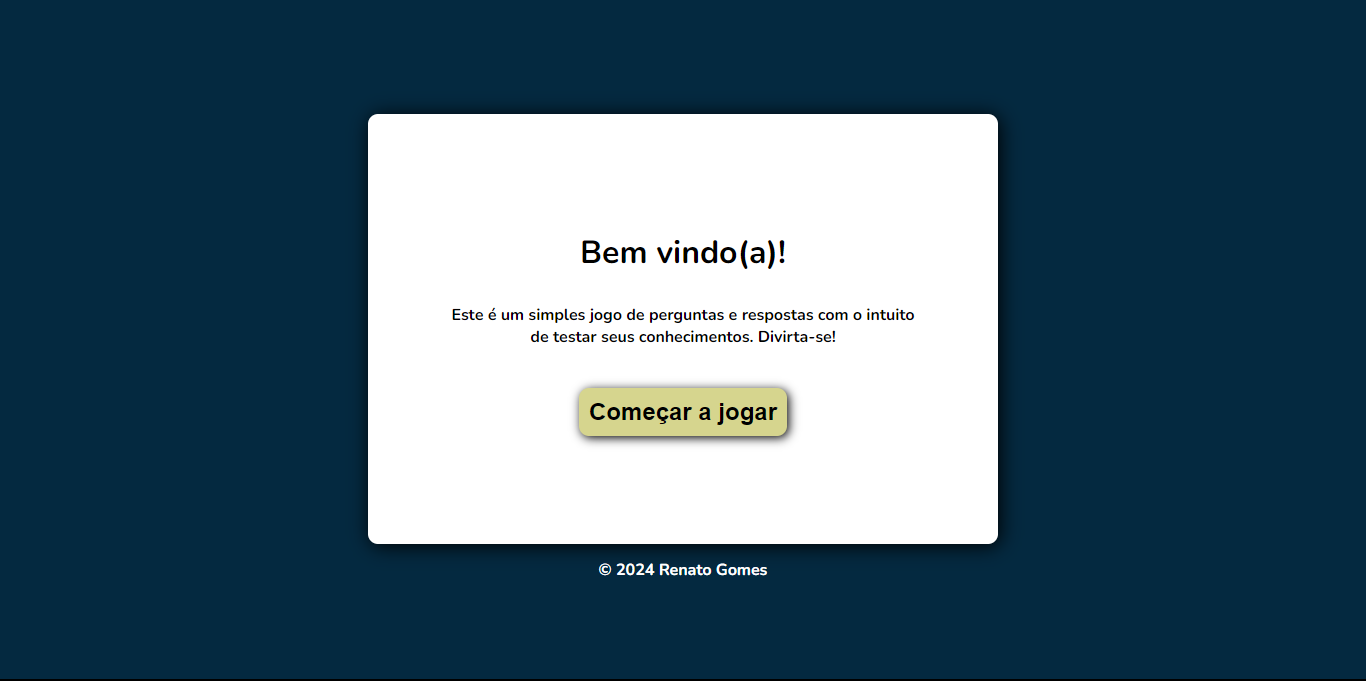 Bem vindo(a)!
Este é um simples jogo de perguntas e respostas com o intuito
de testar seus conhecimentos. Divirta-se!
Começar a jogar
© 2024 Renato Gomes